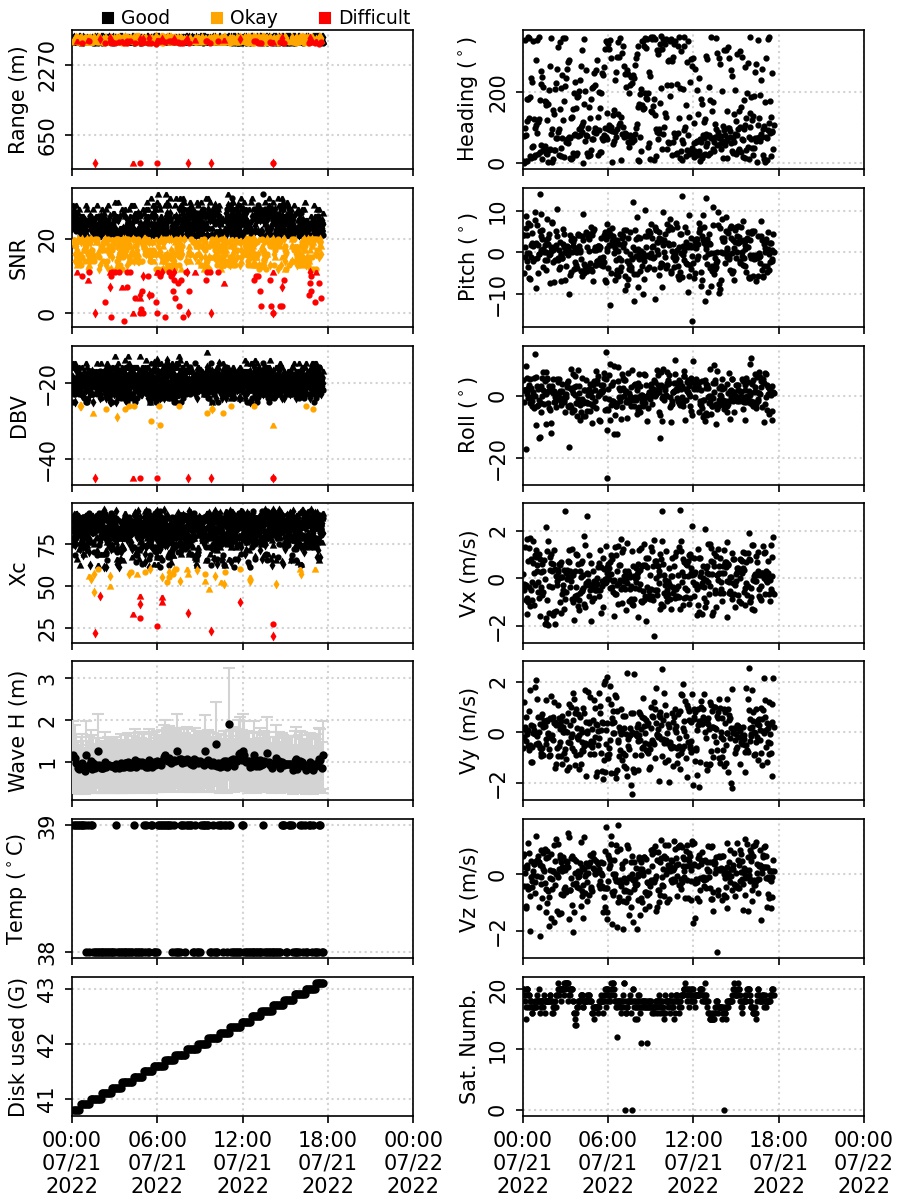 Good Okay Difficult
Range (m)
2270
650
Heading (°)
200
0
SNR
20
0
Pitch (°)
10
0
−10
DBV
−20
−40
Roll (°)
0
−20
Xc
75
50
25
Vx (m/s)
2
0
−2
Wave H (m)
3
2
1
Vy (m/s)
2
0
−2
Temp (°C)
39
38
Vz (m/s)
0
−2
Disk used (G)
43
42
41
Sat. Numb.
20
10
0
00:00 06:00 12:00 18:00 00:00
07/21 07/21 07/21 07/21 07/22
2022 2022 2022 2022 2022
00:00 06:00 12:00 18:00 00:00
07/21 07/21 07/21 07/21 07/22
2022 2022 2022 2022 2022